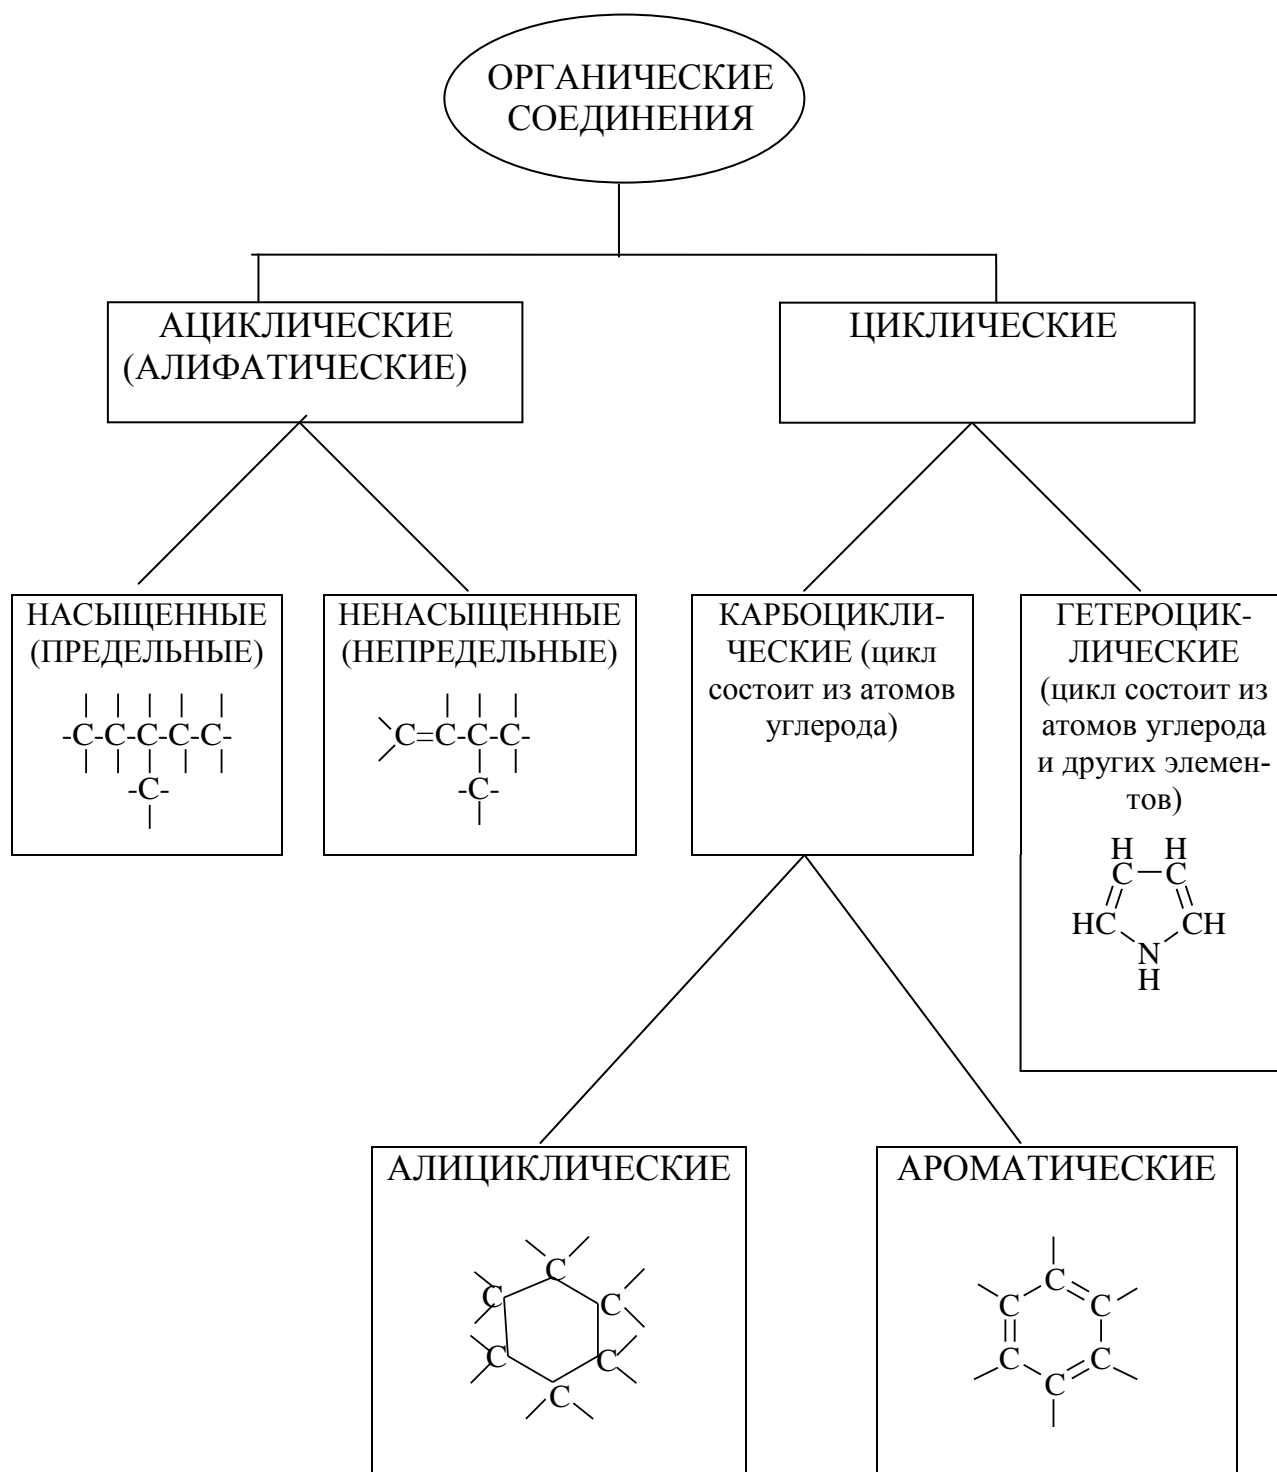 ОРГАНИЧЕСКИЕ
СОЕДИНЕНИЯ
АЦИКЛИЧЕСКИЕ
(АЛИФАТИЧЕСКИЕ)
ЦИКЛИЧЕСКИЕ
НАСЫЩЕННЫЕ
(ПРЕДЕЛЬНЫЕ)
-C-C-C-C-C-
-C-
НЕНАСЫЩЕННЫЕ
(НЕПРЕДЕЛЬНЫЕ)
C=C-C-C-
-C-
КАРБОЦИКЛИ-
ЧЕСКИЕ (цикл
состоит из атомов
углерода)
ГЕТЕРОЦИК-
ЛИЧЕСКИЕ
(цикл состоит из
атомов углерода
и других элемен-
тов)
H H
C C
HC CH
N
H
АЛИЦИКЛИЧЕСКИЕ
C
C C
C C
C
АРОМАТИЧЕСКИЕ
C
C C
C C
C